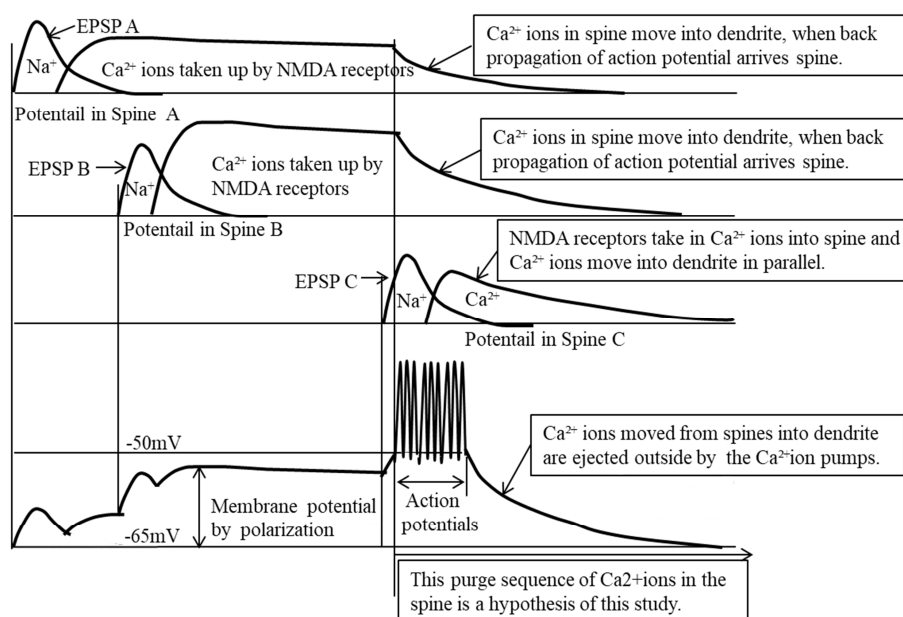 EPSP A
Na⁺
Ca²⁺ ions taken up by NMDA receptors
Ca²⁺ ions in spine move into dendrite, when back
propagation of action potential arrives spine.
Potentail in Spine A
EPSP B
Na⁺
Ca²⁺ ions taken up by
NMDA receptors
Ca²⁺ ions in spine move into dendrite, when back
propagation of action potential arrives spine.
Potentail in Spine B
NMDA receptors take in Ca²⁺ ions into spine and
Ca²⁺ ions move into dendrite in parallel.
EPSP C
Na⁺
Ca²⁺
Potentail in Spine C
-50mV
Ca²⁺ ions moved from spines into dendrite
are ejected outside by the Ca²⁺ion pumps.
Membrane potential
by polarization
Action
potentials
-65mV
This purge sequence of Ca2+ions in the
spine is a hypothesis of this study.